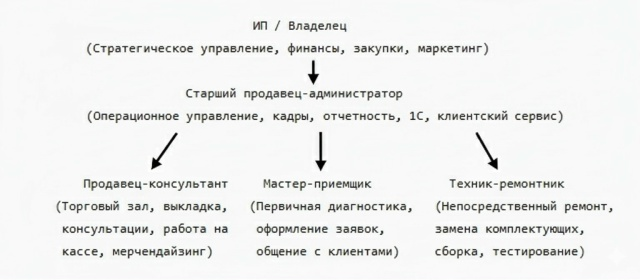 ИП / Владелец
(Стратегическое управление, финансы, закупки, маркетинг)
Старший продавец-администратор
(Операционное управление, кадры, отчетность, 1С, клиентский сервис)
Продавец-консультант
(Торговый зал, выкладка,
консультации, работа на
кассе, мерчендайзинг)
Мастер-приемщик
(Первичная диагностика,
оформление заявок,
общение с клиентами)
Техник-ремонтник
(Непосредственный ремонт,
замена комплектующих,
сборка, тестирование)